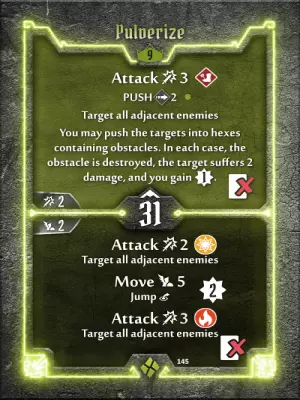 Pulverize
9
Attack 3
PUSH 2
Target all adjacent enemies
You may push the targets into hexes
containing obstacles. In each case, the
obstacle is destroyed, the target suffers 2
damage, and you gain 1.
2
31
2
Attack 2
Target all adjacent enemies
Move 5
Jump
2
Attack 3
Target all adjacent enemies
145